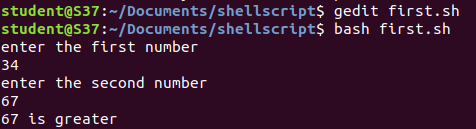 student@S37:~/Documents/shellscript$ gedit first.sh
student@S37:~/Documents/shellscript$ bash first.sh
enter the first number
34
enter the second number
67
67 is greater